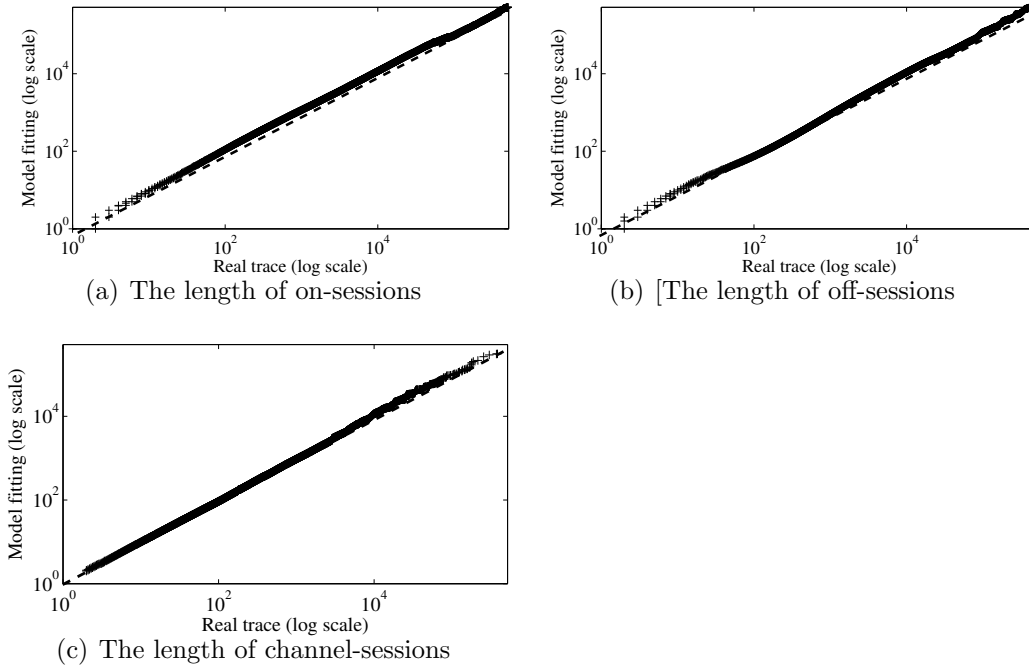 10^4
10^2
10^0
Model fitting (log scale)
10^0
10^2
10^4
Real trace (log scale)
(a) The length of on-sessions
10^4
10^2
10^0
Model fitting (log scale)
10^0
10^2
10^4
Real trace (log scale)
(b) [The length of off-sessions
10^4
10^2
10^0
Model fitting (log scale)
10^0
10^2
10^4
Real trace (log scale)
(c) The length of channel-sessions